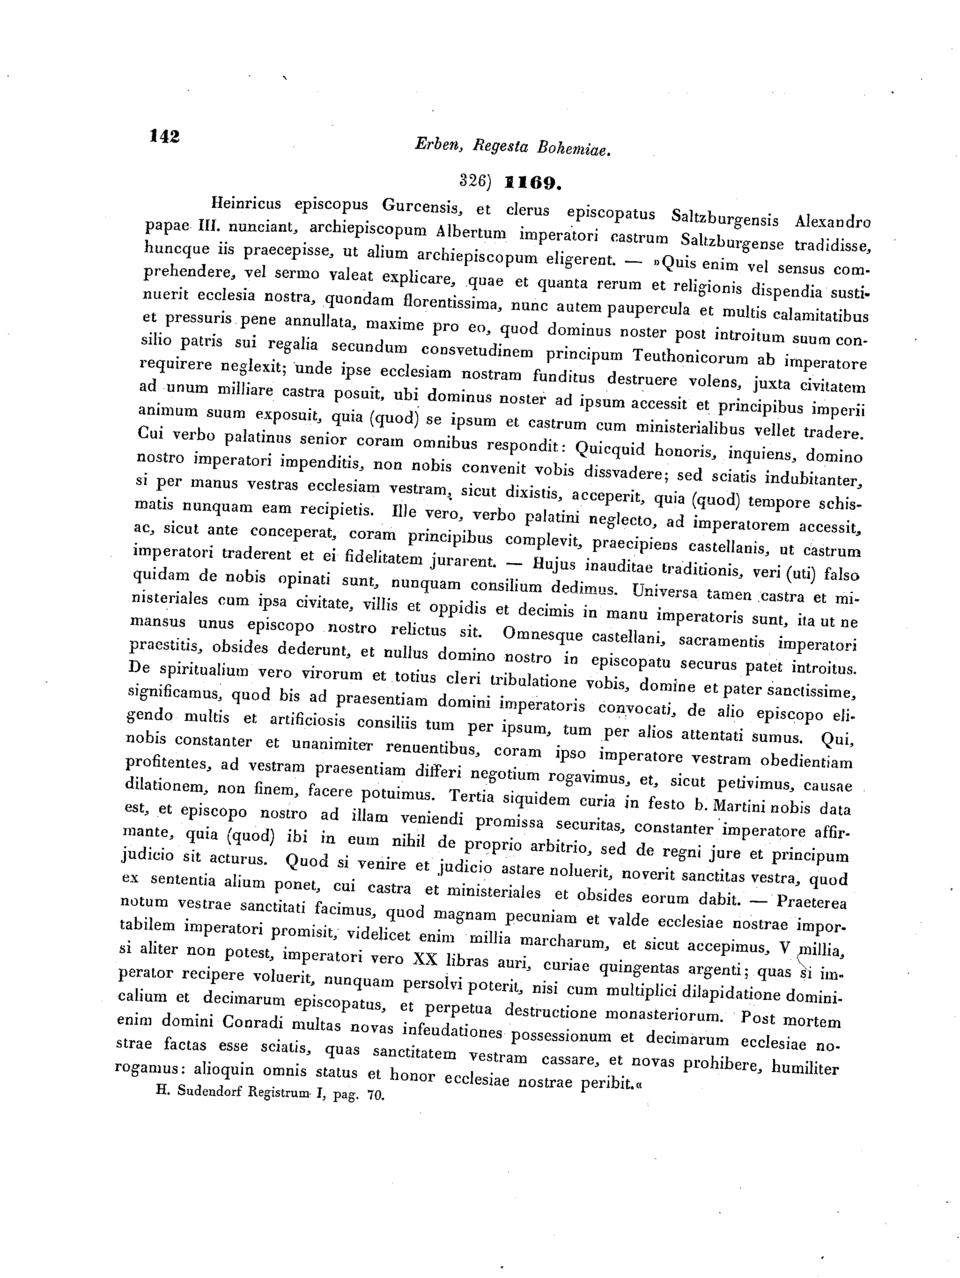 142
Erben, Regesta Bohemiae.
326) 1169.
Heinricus episcopus Gurcensis, et clerus episcopatus Saltzburgensis Alexandro
papae III. nunciant, archiepiscopum Albertum imperatori castrum Saltzburgense tradidisse,
huncque iis praecepisse, ut alium archiepiscopum eligerent. — »Quis enim vel sensus com-
prehendere, vel sermo valeat explicare, quae et quanta rerum et religionis dispendia susti-
nuerit ecclesia nostra, quondam florentissima, nunc autem paupercula et multis calamitatibus
et pressuris pene annullata, maxime pro eo, quod dominus noster post introitum suum con-
silio patris sui regalia secundum consvetudinem principum Teuthonicorum ab imperatore
requirere neglexit; unde ipse ecclesiam nostram funditus destruere volens, juxta civitatem
ad unum milliare castra posuit, ubi dominus noster ad ipsum accessit et principibus imperii
animum suum exposuit, quia (quod) se ipsum et castrum cum ministerialibus vellet tradere.
Cui verbo palatinus senior coram omnibus respondit: Quicquid honoris, inquiens, domino
nostro imperatori impenditis, non nobis convenit vobis dissvadere; sed sciatis indubitanter,
si per manus vestras ecclesiam vestram, sicut dixistis, acceperit, quia (quod) tempore schis-
matis nunquam eam recipietis. Ille vero, verbo palatini neglecto, ad imperatorem accessit,
ac, sicut ante conceperat, coram principibus complevit, praecipiens castellanis, ut castrum
imperatori traderent et ei fidelitatem jurarent. — Hujus inauditae traditionis, veri (uti) falso
quidam de nobis opinati sunt, nunquam consilium dedimus. Universa tamen castra et mi-
nisteriales cum ipsa civitate, villis et oppidis et decimis in manu imperatoris sunt, ita ut ne
mansus unus episcopo nostro relictus sit. Omnesque castellani, sacramentis imperatori
praestitis, obsides dederunt, et nullus domino nostro in episcopatu securus patet introitus.
De spiritualium vero virorum et totius cleri tribulatione vobis, domine et pater sanctissime,
significamus, quod bis ad praesentiam domini imperatoris convocati, de alio episcopo eli-
gendo multis et artificiosis consiliis tum per ipsum, tum per alios attentati sumus. Qui,
nobis constanter et unanimiter renuentibus, coram ipso imperatore vestram obedientiam
profitentes, ad vestram praesentiam differi negotium rogavimus, et, sicut petivimus, causae
dilationem, non finem, facere potuimus. Tertia siquidem curia in festo b. Martini nobis data
est, et episcopo nostro ad illam veniendi promissa securitas, constanter imperatore affir-
mante, quia (quod) ibi in eum nihil de proprio arbitrio, sed de regni jure et principum
judicio sit acturus. Quod si venire et judicio astare noluerit, noverit sanctitas vestra, quod
ex sententia alium ponet, cui castra et ministeriales et obsides eorum dabit. — Praeterea
notum vestrae sanctitati facimus, quod magnam pecuniam et valde ecclesiae nostrae impor-
tabilem imperatori promisit, videlicet enim millia marcharum, et sicut accepimus, V millia,
si aliter non potest, imperatori vero XX libras auri, curiae quingentas argenti; quas si im-
perator recipere voluerit, nunquam persolvi poterit, nisi cum multiplici dilapidatione domini-
calium et decimarum episcopatus, et perpetua destructione monasteriorum. Post mortem
enim domini Conradi multas novas infeudationes possessionum et decimarum ecclesiae no-
strae factas esse sciatis, quas sanctitatem vestram cassare, et novas prohibere, humiliter
rogamus: alioquin omnis status et honor ecclesiae nostrae peribit.«
H. Sudendorf Registrum I, pag. 70.